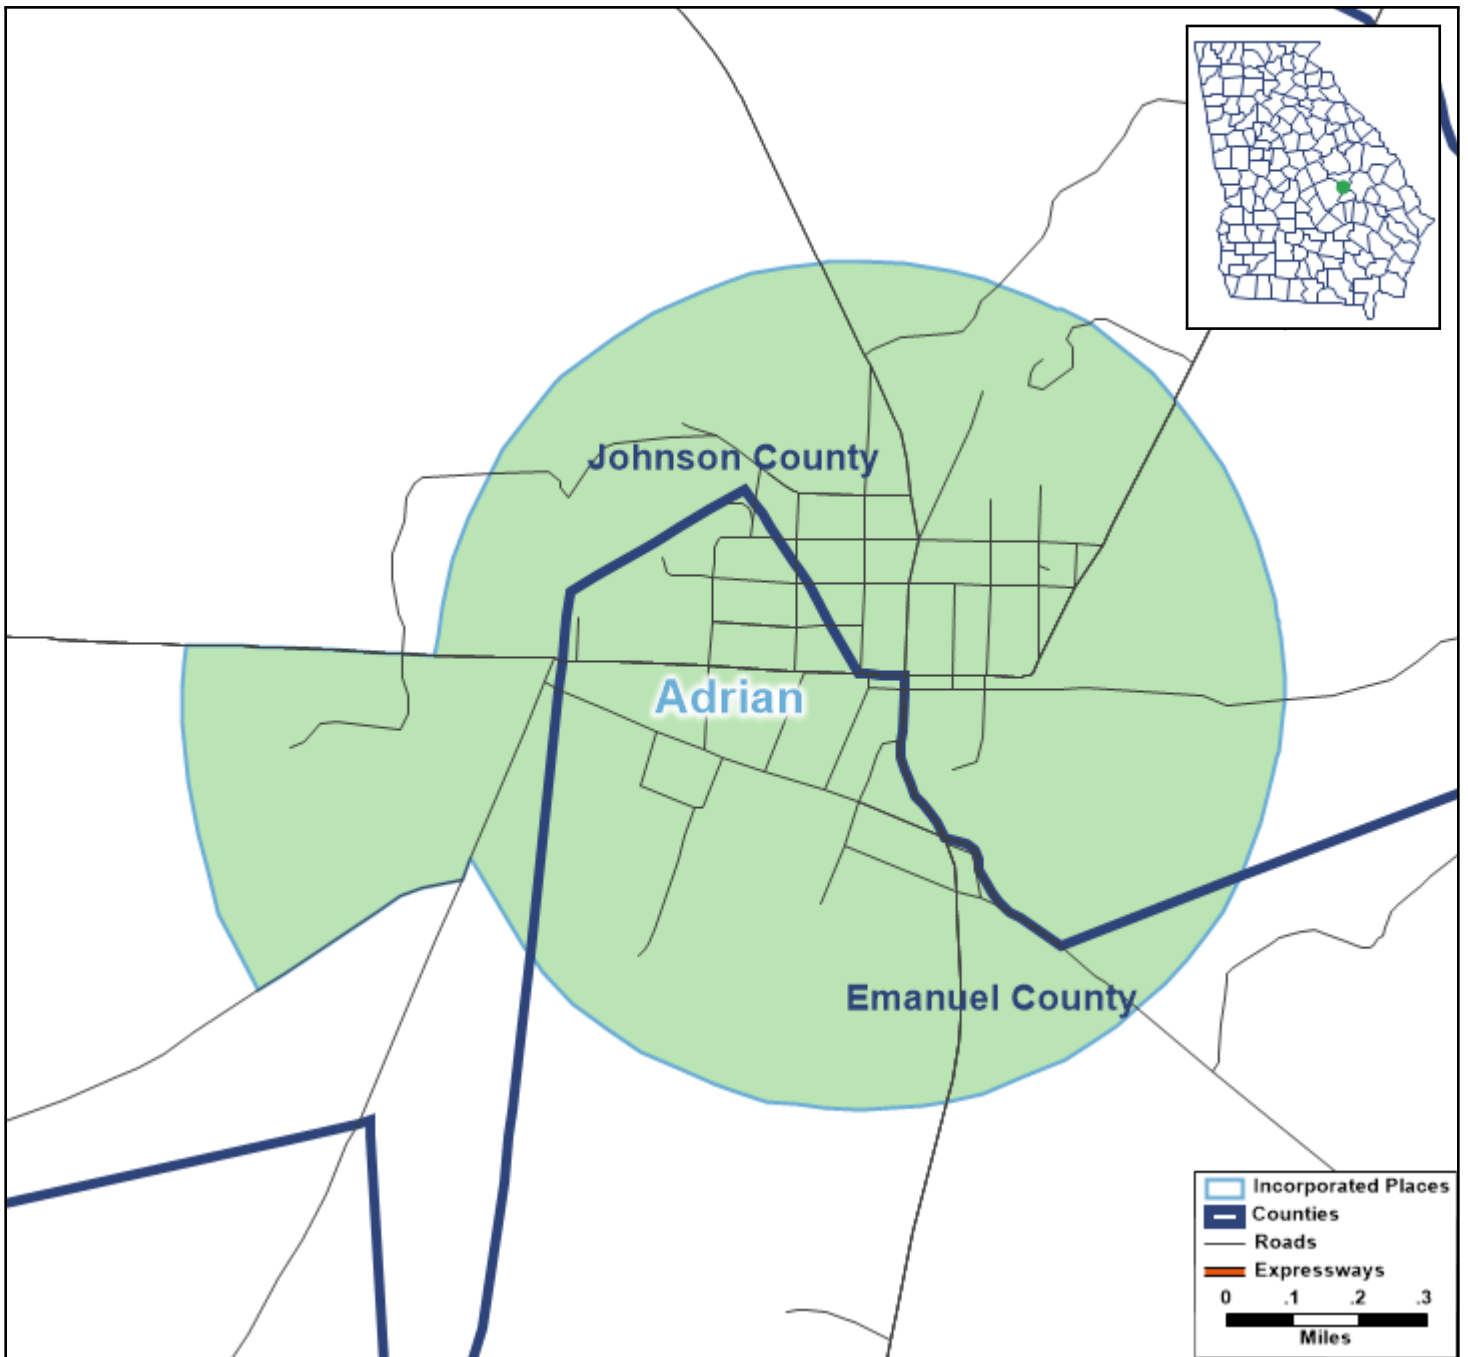 Johnson County
Adrian
Emanuel County
Incorporated Places
Counties
Roads
Expressways
0 .1 .2 .3
Miles